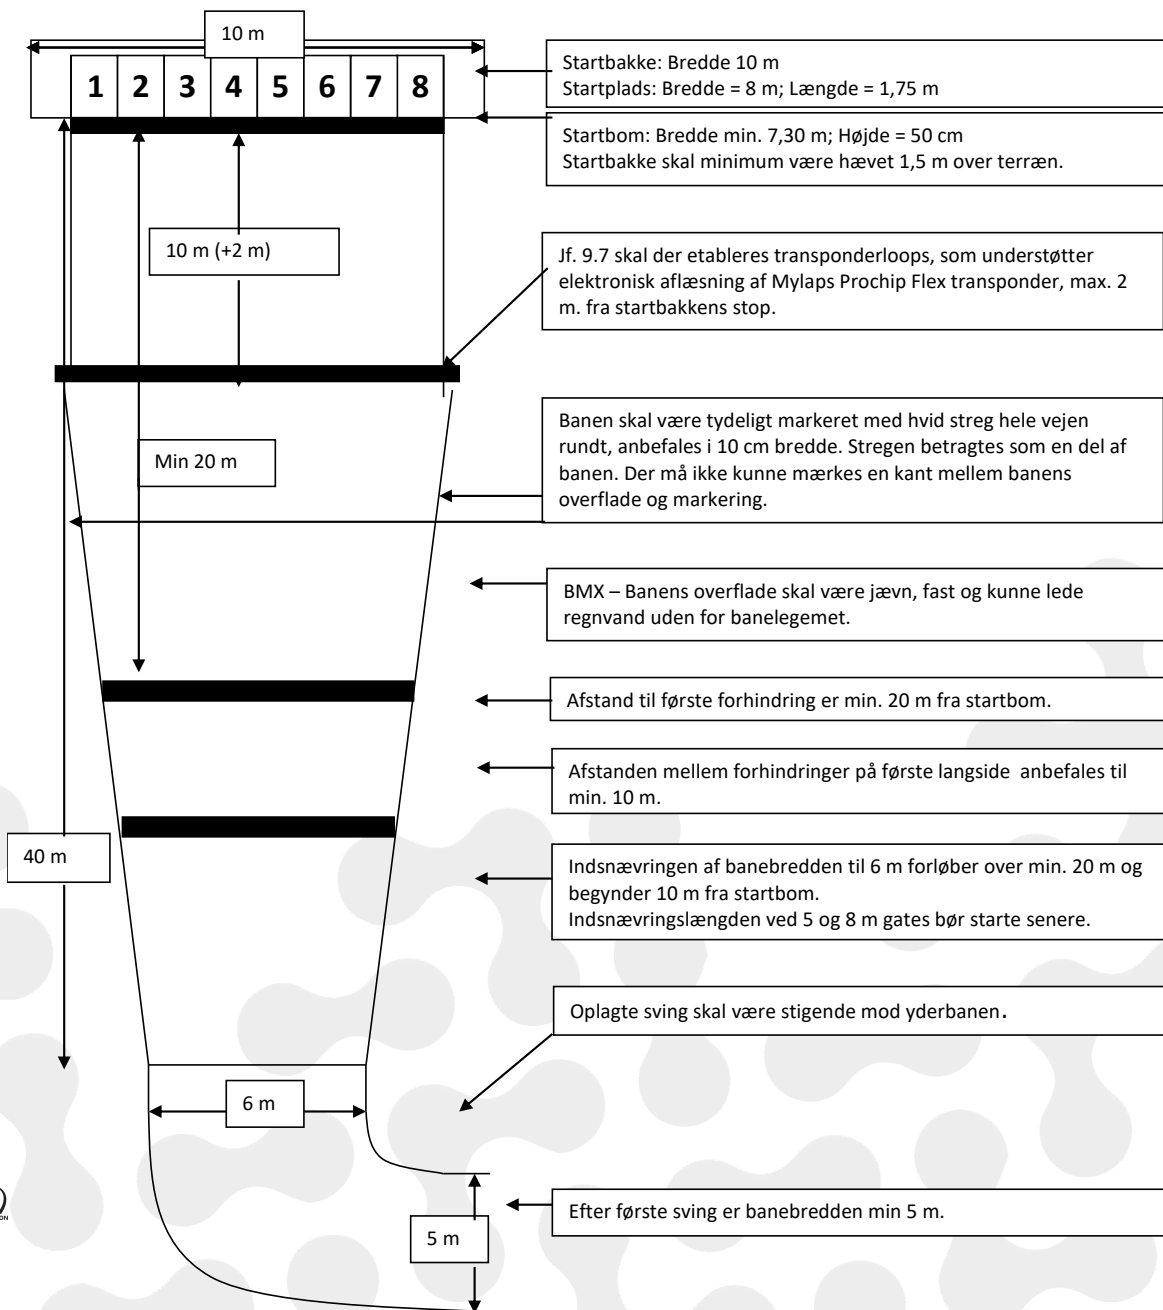 10 m
1 2 3 4 5 6 7 8
Startbakke: Bredde 10 m
Startplads: Bredde = 8 m; Længde = 1,75 m
Startbom: Bredde min. 7,30 m; Højde = 50 cm
Startbakke skal minimum være hævet 1,5 m over terræn.
10 m (+2 m)
Jf. 9.7 skal der etableres transponderloops, som understøtter
elektronisk aflæsning af Mylaps Prochip Flex transponder, max. 2
m. fra startbakkens stop.
Banen skal være tydeligt markeret med hvid streg hele vejen
rundt, anbefales i 10 cm bredde. Stregen betragtes som en del af
banen. Der må ikke kunne mærkes en kant mellem banens
overflade og markering.
Min 20 m
BMX – Banens overflade skal være jævn, fast og kunne lede
regnvand uden for banelegemet.
Afstand til første forhindring er min. 20 m fra startbom.
Afstanden mellem forhindringer på første langside  anbefales til
min. 10 m.
40 m
Indsnævringen af banebredden til 6 m forløber over min. 20 m og
begynder 10 m fra startbom.
Indsnævringslængden ved 5 og 8 m gates bør starte senere.
Oplagte sving skal være stigende mod yderbanen.
6 m
Efter første sving er banebredden min 5 m.
5 m